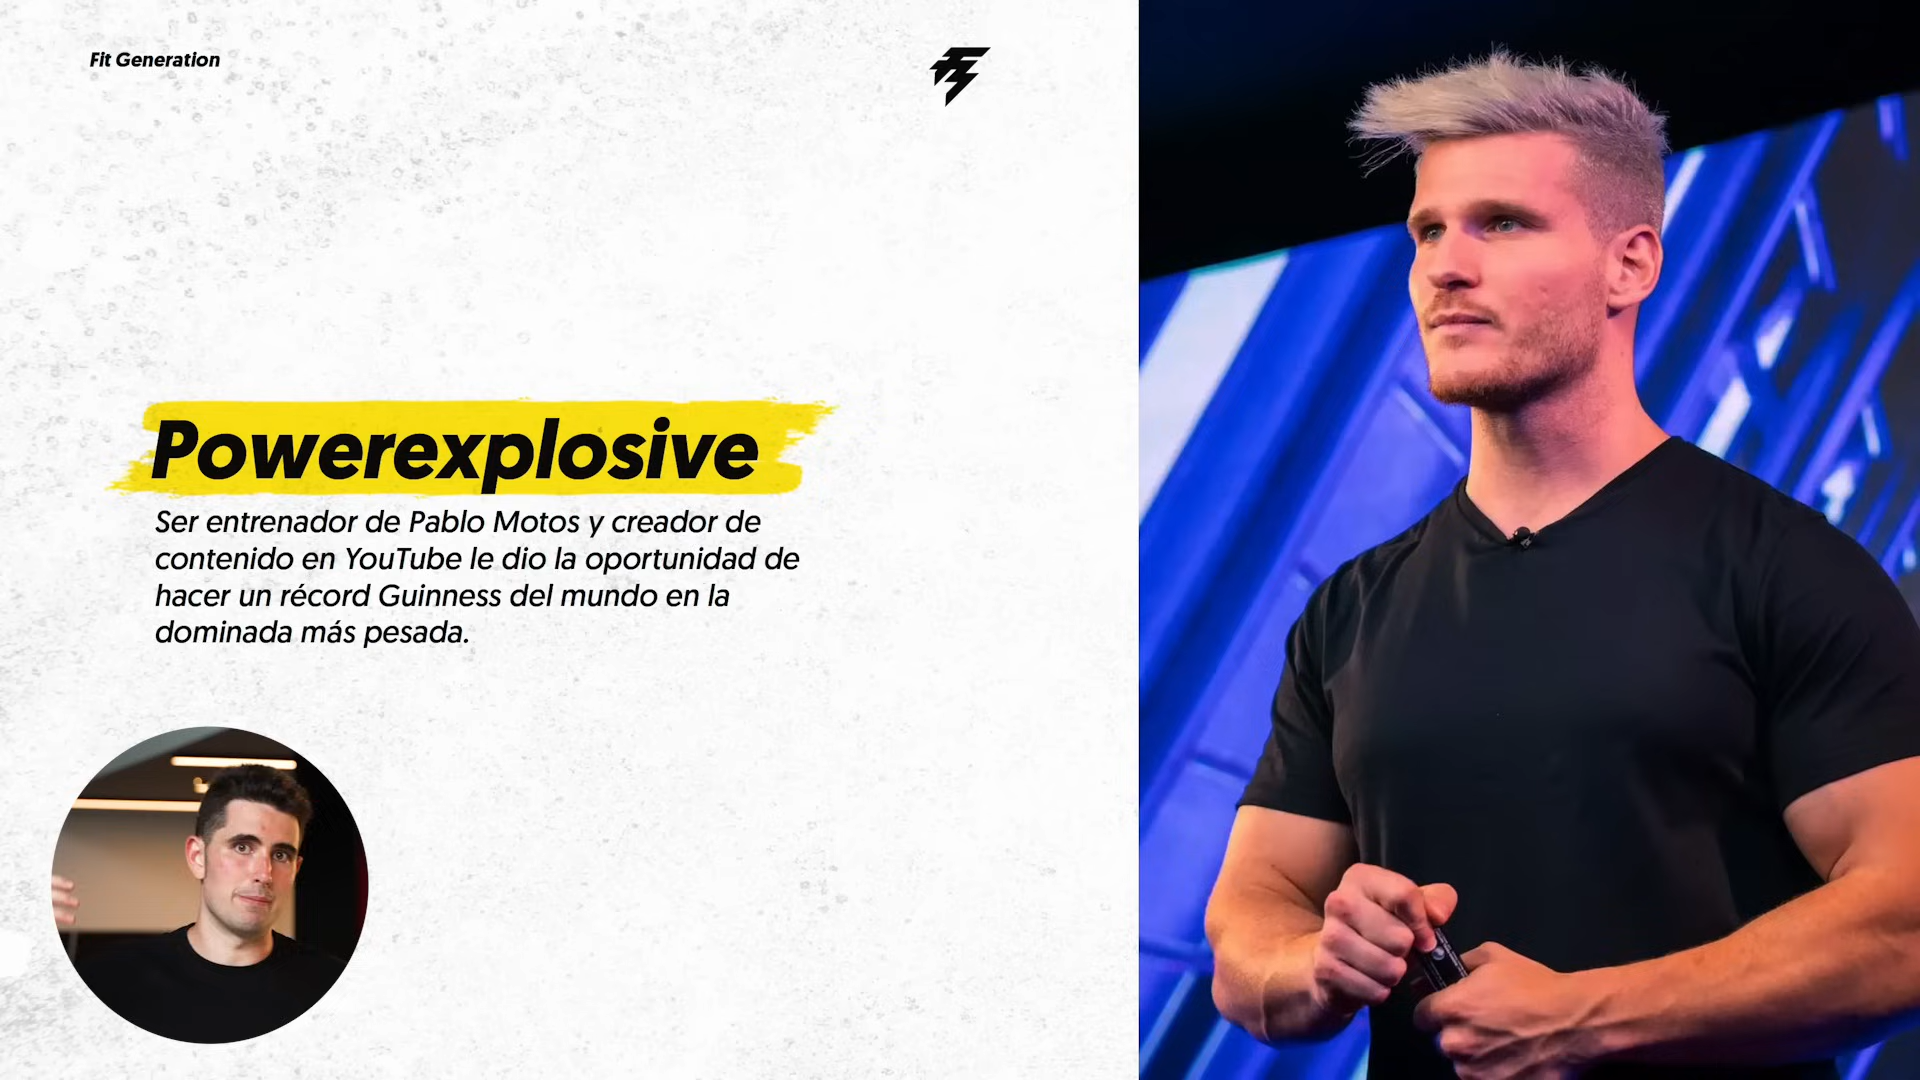 Fit Generation
Powerexplosive
Ser entrenador de Pablo Motos y creador de
contenido en YouTube le dio la oportunidad de
hacer un récord Guinness del mundo en la
dominada más pesada.